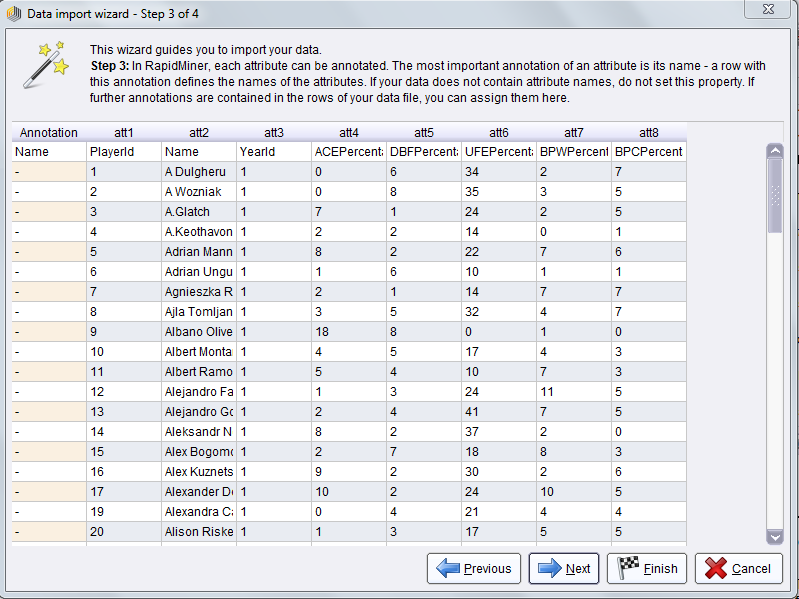 Data import wizard - Step 3 of 4
This wizard guides you to import your data.
Step 3: In RapidMiner, each attribute can be annotated. The most important annotation of an attribute is its name - a row with
this annotation defines the names of the attributes. If your data does not contain attribute names, do not set this property. If
further annotations are contained in the rows of your data file, you can assign them here.
Annotation att1 att2 att3 att4 att5 att6 att7 att8
Name PlayerId Name YearId ACEPercent DBFPercent UFEPercent BPWPercent BPCPercent
- 1 A Dulgheru 1 0 6 34 2 7
- 2 A Wozniak 1 0 8 35 3 5
- 3 A.Glatch 1 7 1 24 2 5
- 4 A.Keothavon 1 2 2 14 0 1
- 5 Adrian Mann 1 8 2 22 7 6
- 6 Adrian Ungu 1 1 6 10 1 1
- 7 Agnieszka R 1 2 1 14 7 7
- 8 Ajla Tomljan 1 3 5 32 4 7
- 9 Albano Olive 1 18 8 0 1 0
- 10 Albert Monta 1 4 5 17 4 3
- 11 Albert Ramo 1 5 4 10 7 3
- 12 Alejandro Fa 1 1 3 24 11 5
- 13 Alejandro Go 1 2 4 41 7 5
- 14 Aleksandr N 1 8 2 37 2 0
- 15 Alex Bogomo 1 2 7 18 8 3
- 16 Alex Kuznets 1 9 2 30 2 6
- 17 Alexander De 1 10 2 24 10 5
- 19 Alexandra Ca 1 0 4 21 4 4
- 20 Alison Riske 1 1 3 17 5 5
Previous Next Finish Cancel